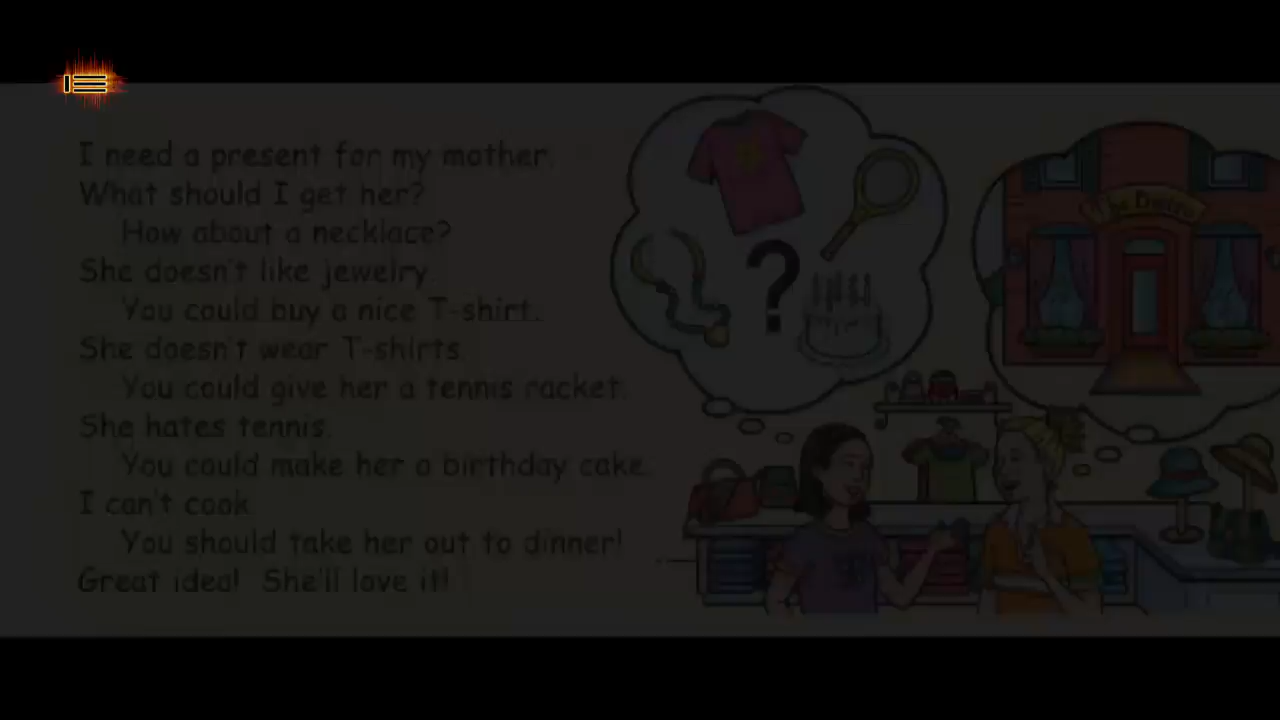 I need a present for my mother.
What should I get her?
How about a necklace?
She doesn't like jewelry.
You could buy a nice T-shirt.
She doesn't wear T-shirts.
You could give her a tennis racket.
She hates tennis.
You could make her a birthday cake.
I can't cook.
You should take her out to dinner!
Great idea! She'll love it!